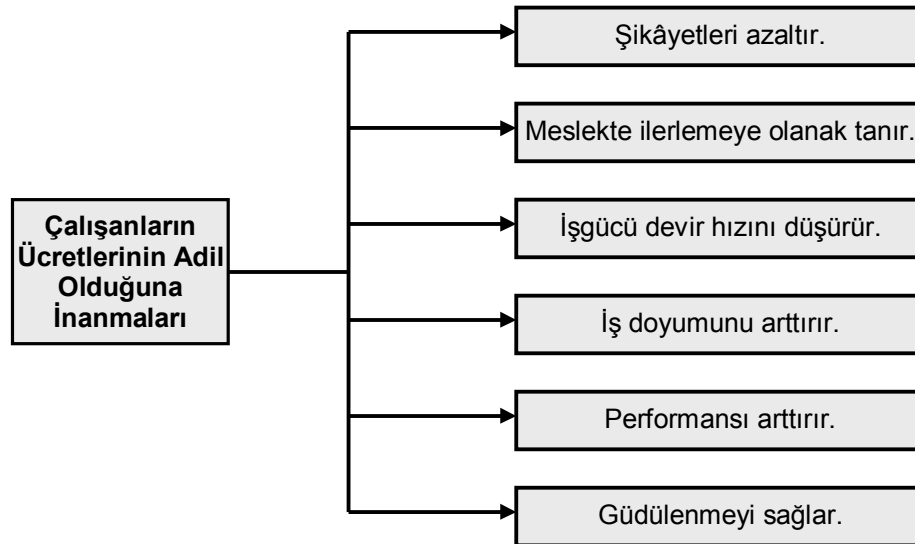 Şikâyetleri azaltır.
Meslekte ilerlemeye olanak tanır.
İşgücü devir hızını düşürür.
Çalışanların
Ücretlerinin Adil
Olduğuna
İnanmaları
İş doyumunu arttırır.
Performansı arttırır.
Güdülenmeyi sağlar.